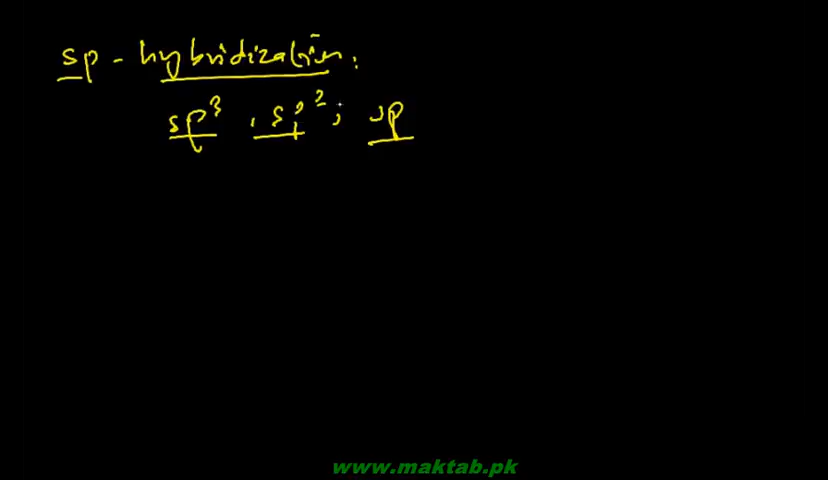 sp - hybridization:
sp³, sp²; sp
www.maktab.pk